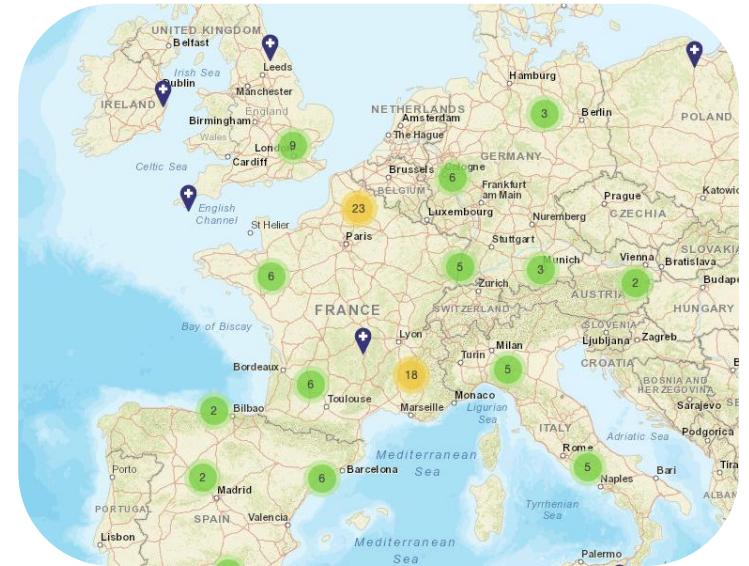 UNITED KINGDOM
Belfast
Irish Sea
Leeds
Dublin
Manchester
IRELAND
England
Birmingham
Wales
London
9
Cardiff
Celtic Sea
English
Channel
St Helier
Hamburg
NETHERLANDS
Amsterdam
The Hague
3
Berlin
POLAND
Brussels
Cologne
6
GERMANY
BELGIUM
Frankfurt
am Main
Prague
Katowic
23
Luxembourg
Nuremberg
CZECHIA
Paris
Stuttgart
SLOVAKIA
6
5
Munich
3
Vienna
Bratislava
Zurich
AUSTRIA
2
Budape
FRANCE
SWITZERLAND
HUNGARY
Bay of Biscay
Lyon
SLOVENIA
Ljubljana
Zagreb
Milan
Turin
Bordeaux
6
18
5
CROATIA
BOSNIA AND
HERZEGOVINA
SE
B
Toulouse
Marseille
Monaco
Ligurian
Sea
Sarajevo
2
Bilbao
ITALY
Adriatic Sea
Podgorica
Mediterranean
Sea
Rome
5
Tira
Porto
2
Madrid
6
Barcelona
Naples
Bari
ALBAN
PORTUGAL
SPAIN
Valencia
Tyrrhenian
Sea
Lisbon
Mediterranean
Sea
Palermo